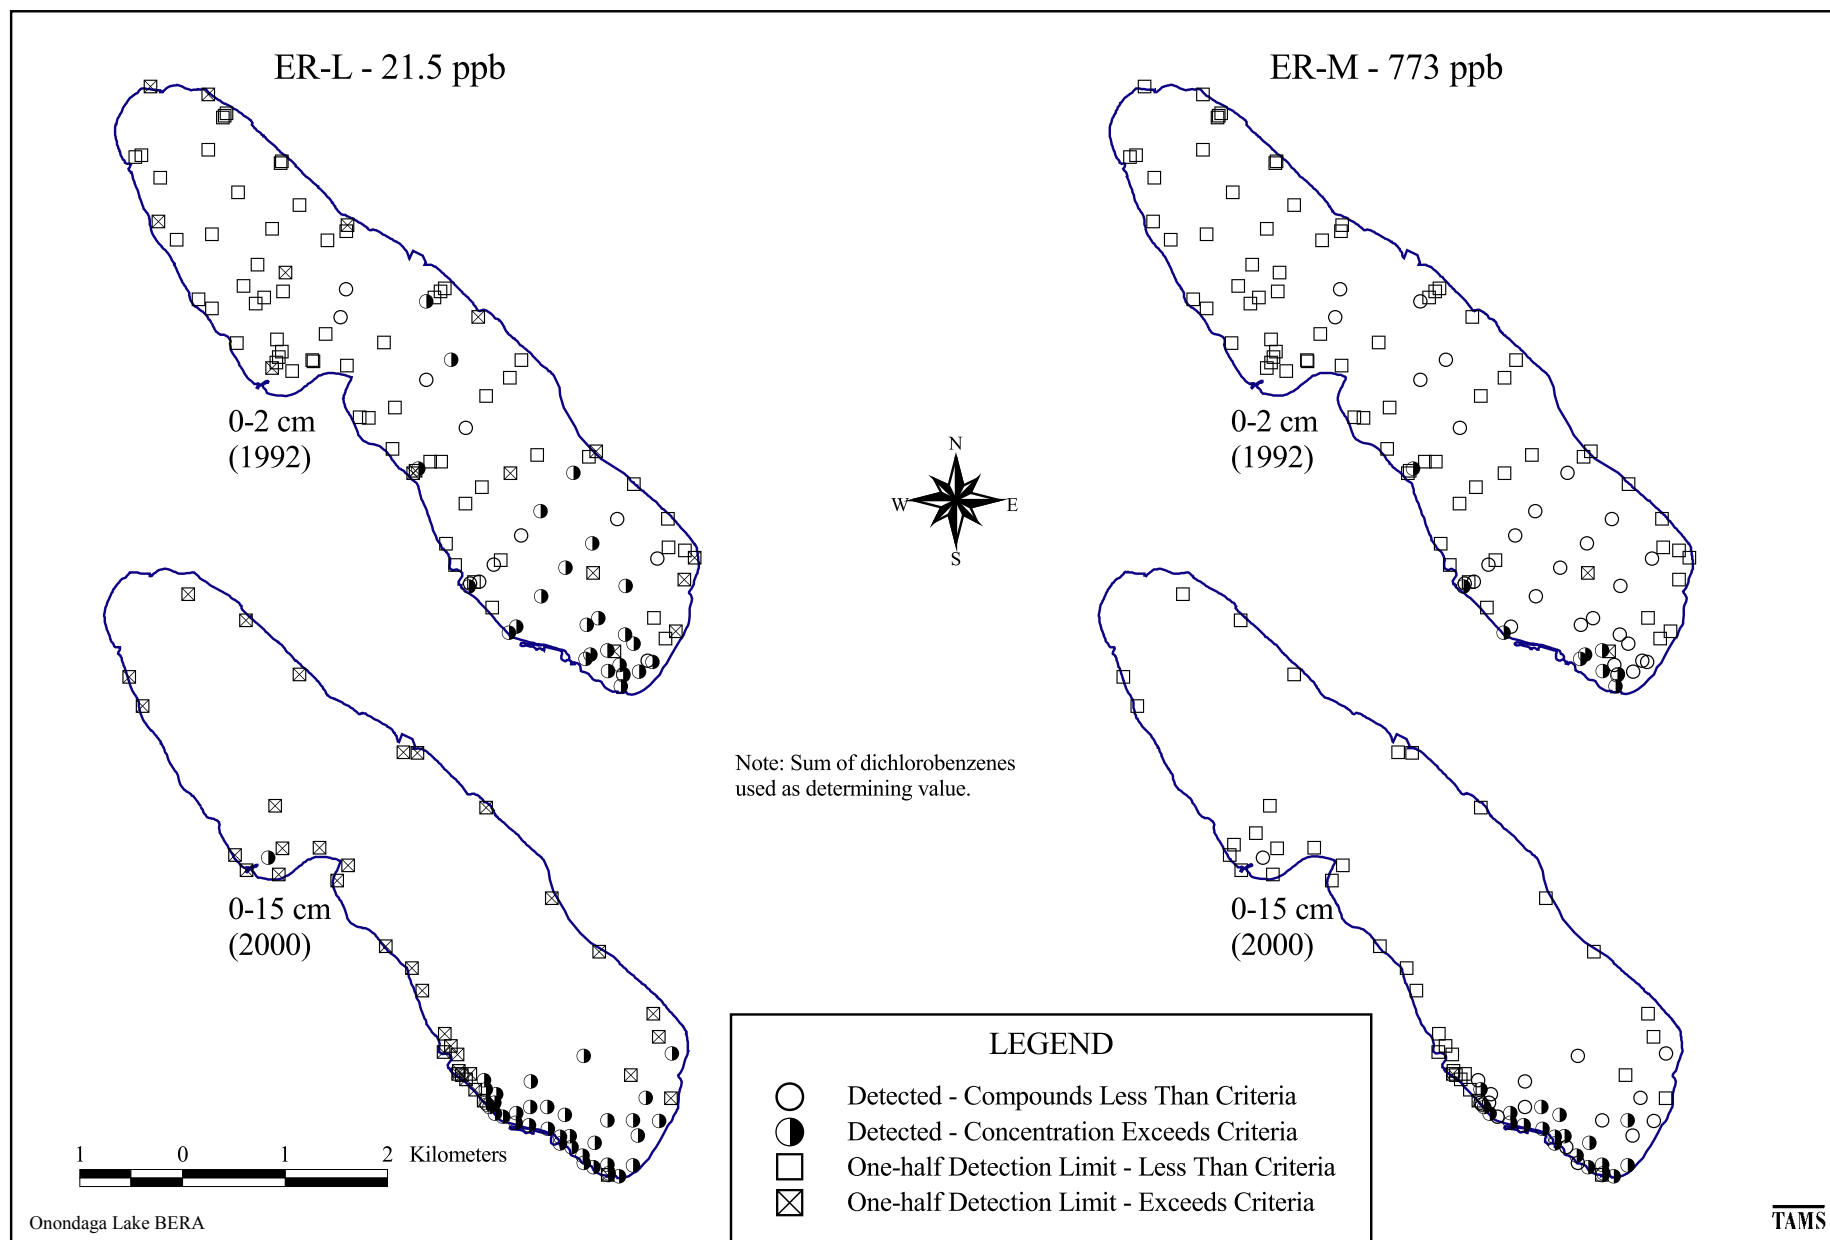 ER-L - 21.5 ppb
ER-M - 773 ppb
0-2 cm
(1992)
0-2 cm
(1992)
N
W
E
S
Note: Sum of dichlorobenzenes
used as determining value.
0-15 cm
(2000)
0-15 cm
(2000)
LEGEND
Detected - Compounds Less Than Criteria
Detected - Concentration Exceeds Criteria
One-half Detection Limit - Less Than Criteria
One-half Detection Limit - Exceeds Criteria
1 0 1 2 Kilometers
Onondaga Lake BERA
TAMS